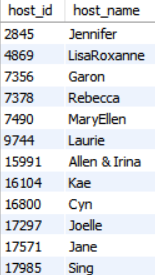 host_id host_name
2845 Jennifer
4869 LisaRoxanne
7356 Garon
7378 Rebecca
7490 MaryEllen
9744 Laurie
15991 Allen & Irina
16104 Kae
16800 Cyn
17297 Joelle
17571 Jane
17985 Sing